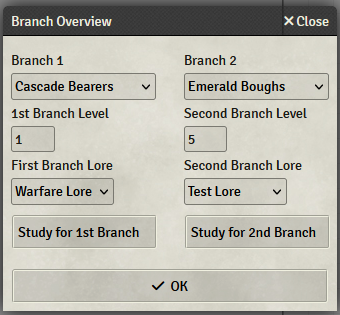 Branch Overview
✕ Close
Branch 1
Branch 2
Cascade Bearers
Emerald Boughs
1st Branch Level
Second Branch Level
1
5
First Branch Lore
Second Branch Lore
Warfare Lore
Test Lore
Study for 1st Branch
Study for 2nd Branch
✓ OK